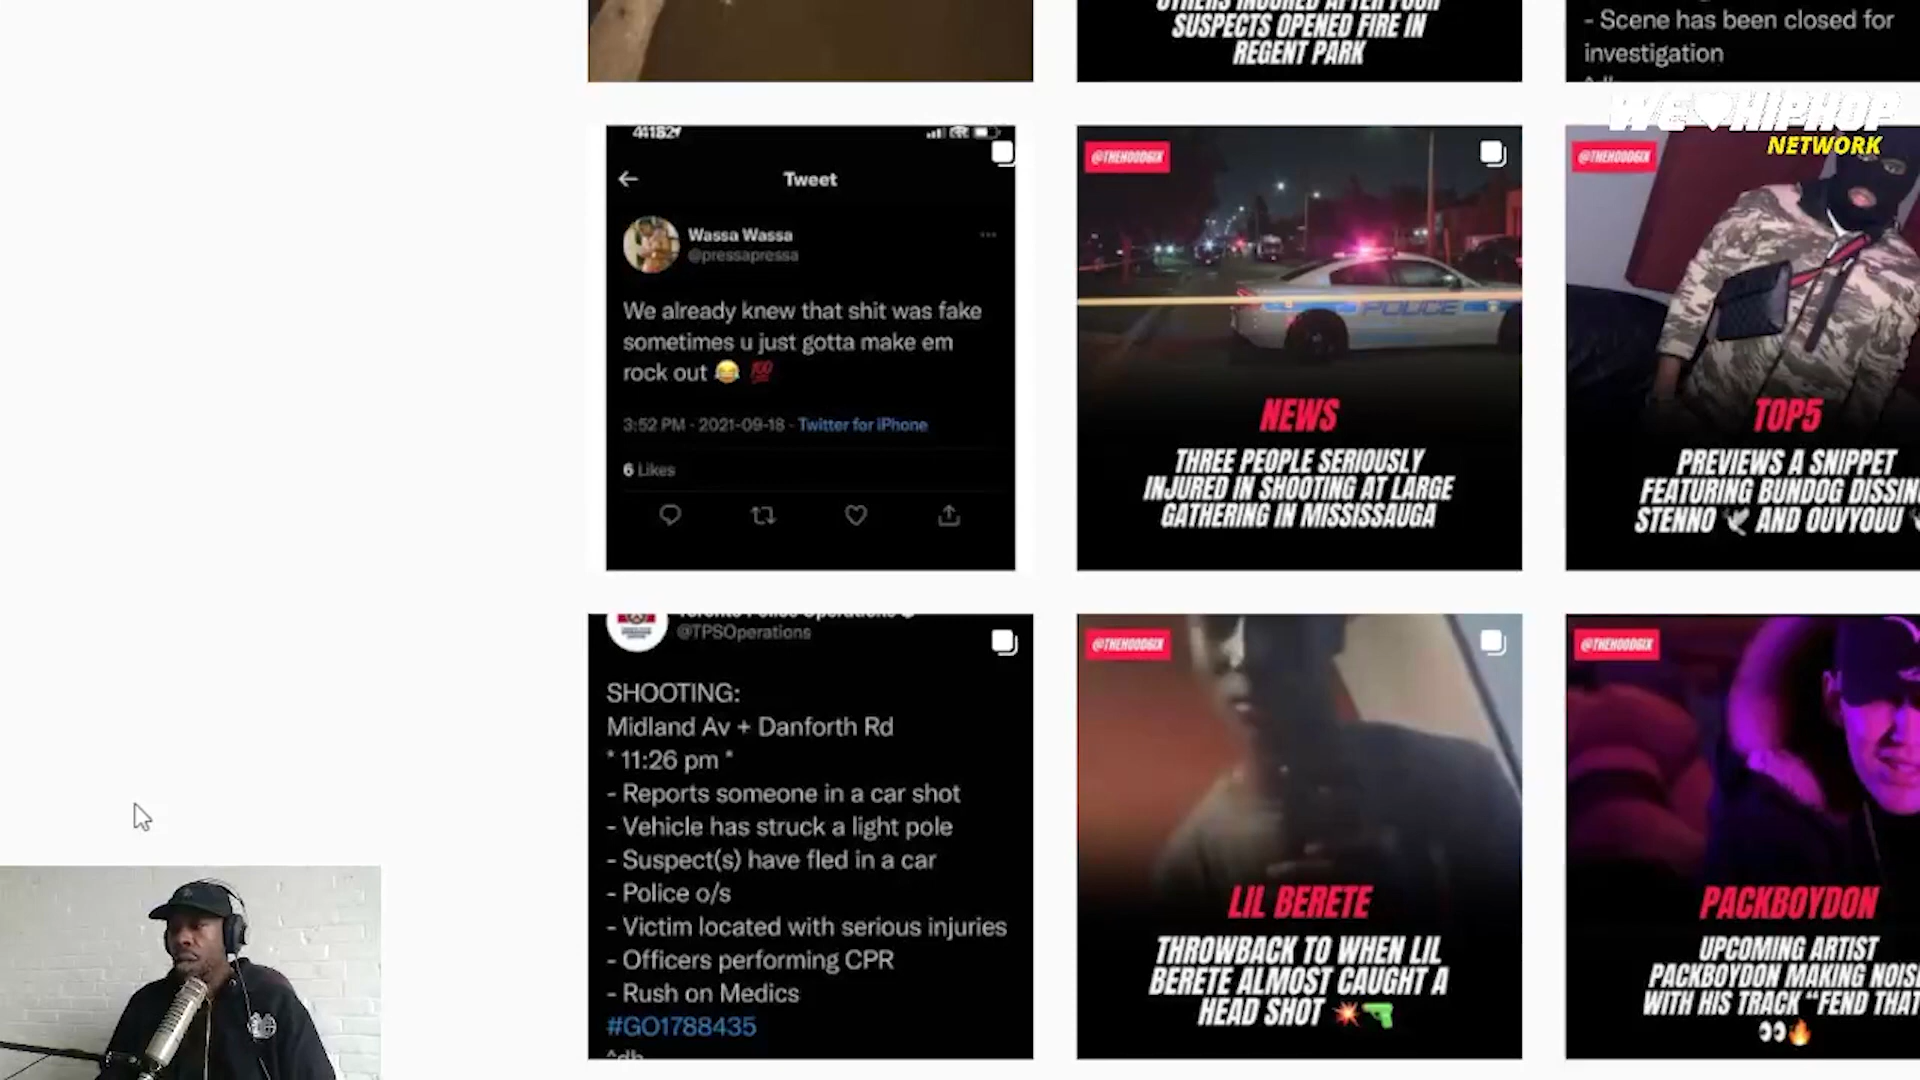 SUSPECTS OPENED FIRE IN
REGENT PARK
- Scene has been closed for
investigation
WE HIPHOP
NETWORK
Tweet
Wassa Wassa
@pressapressa
We already knew that shit was fake
sometimes u just gotta make em
rock out 😂 💯
3:52 PM · 2021-09-18 · Twitter for iPhone
6 Likes
@THEHOOD6IX
POLICE
NEWS
THREE PEOPLE SERIOUSLY
INJURED IN SHOOTING AT LARGE
GATHERING IN MISSISSAUGA
@THEHOOD6IX
TOP5
PREVIEWS A SNIPPET
FEATURING BUNDOG DISSIN
STENNO 🕊 AND OUVYOUU
@TPSOperations
SHOOTING:
Midland Av + Danforth Rd
* 11:26 pm *
- Reports someone in a car shot
- Vehicle has struck a light pole
- Suspect(s) have fled in a car
- Police o/s
- Victim located with serious injuries
- Officers performing CPR
- Rush on Medics
#GO1788435
^dh
@THEHOOD6IX
LIL BERETE
THROWBACK TO WHEN LIL
BERETE ALMOST CAUGHT A
HEAD SHOT 💥🔫
@THEHOOD6IX
PACKBOYDON
UPCOMING ARTIST
PACKBOYDON MAKING NOIS
WITH HIS TRACK “FEND THAT
👀🔥